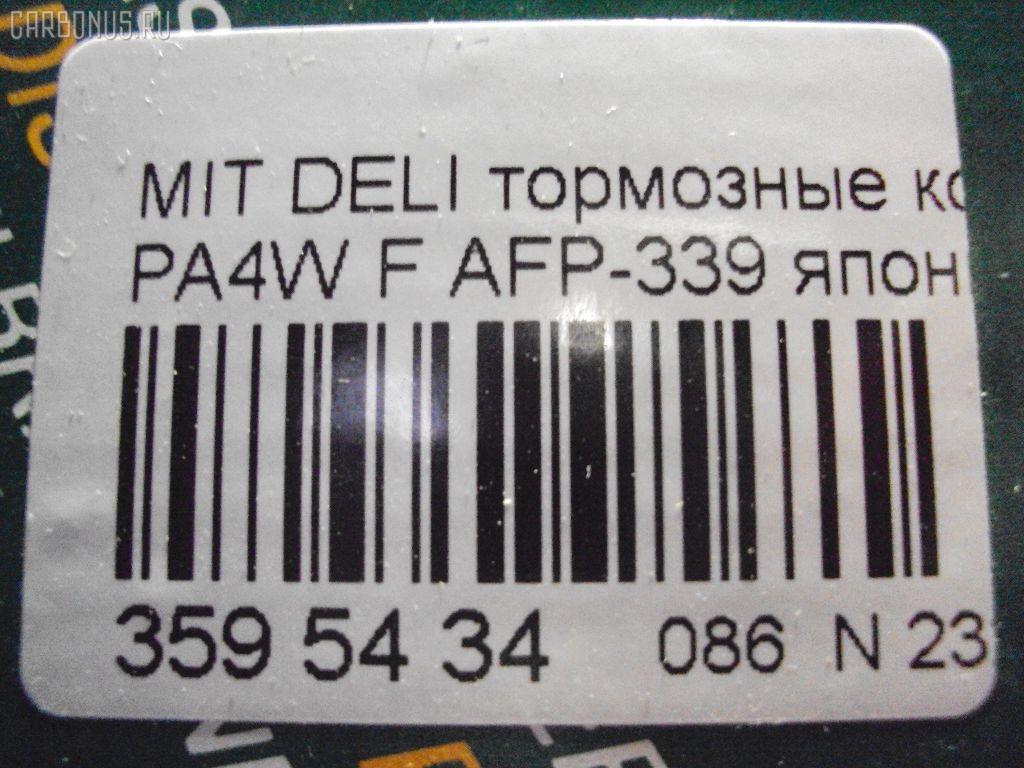 CARBONUS.RU
MIT DELI тормозные ко
PA4W F AFP-339 япон
359 54 34 086 N 23